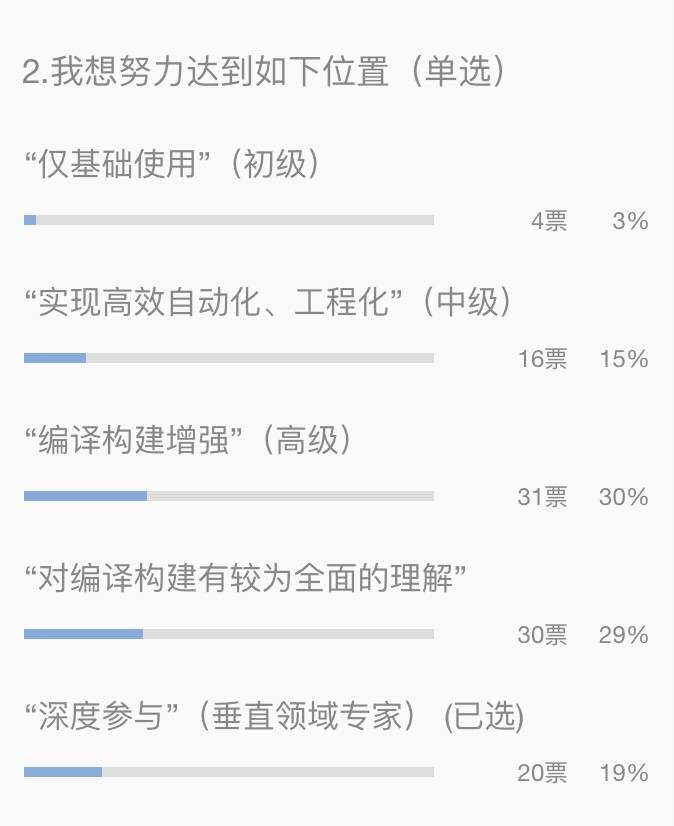 2.我想努力达到如下位置（单选）
“仅基础使用”（初级）
4票 3%
“实现高效自动化、工程化”（中级）
16票 15%
“编译构建增强”（高级）
31票 30%
“对编译构建有较为全面的理解”
30票 29%
“深度参与”（垂直领域专家） (已选)
20票 19%